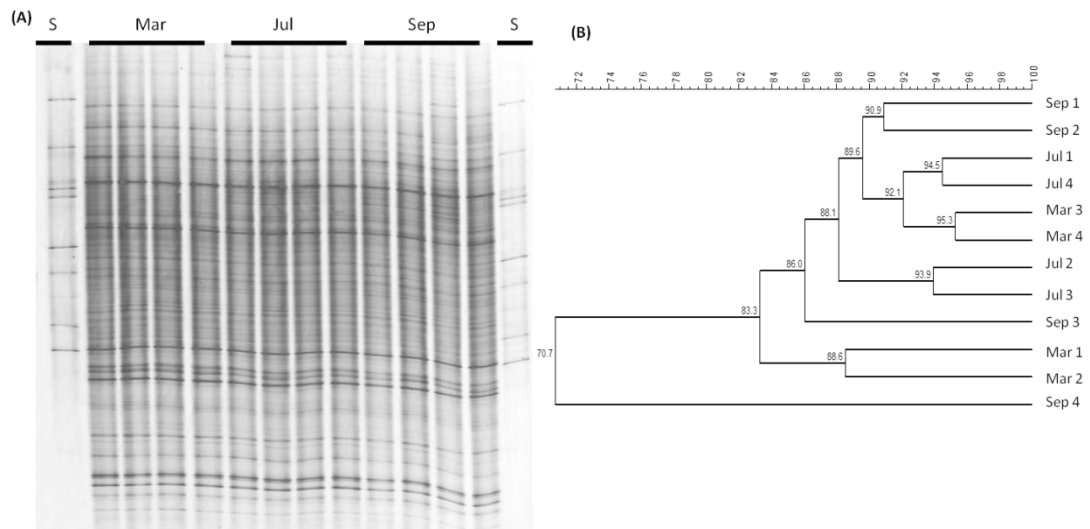 (A)
S Mar Jul Sep S
(B)
72 74 76 78 80 82 84 86 88 90 92 94 96 98 100
Sep 1
90.9
Sep 2
89.6
Jul 1
94.5
Jul 4
92.1
Mar 3
88.1
95.3
Mar 4
Jul 2
86.0
93.9
Jul 3
83.3
Sep 3
Mar 1
70.7
88.6
Mar 2
Sep 4